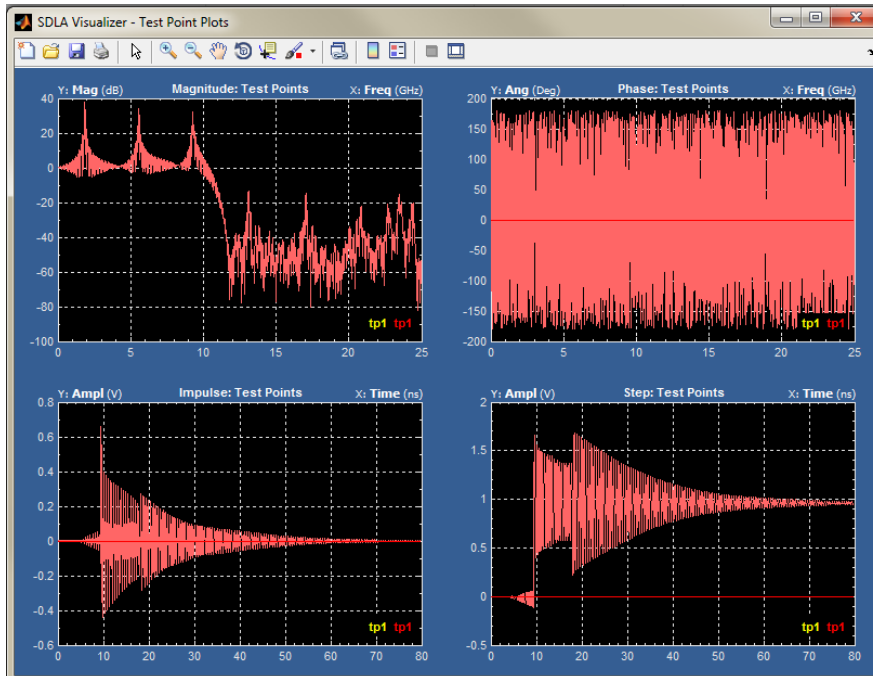 SDLA Visualizer - Test Point Plots
Y: Mag (dB) Magnitude: Test Points X: Freq (GHz)
40
20
0
-20
-40
-60
-80
-100
0 5 10 15 20 25
tp1 tp1
Y: Ang (Deg) Phase: Test Points X: Freq (GHz)
200
150
100
50
0
-50
-100
-150
-200
0 5 10 15 20 25
tp1 tp1
Y: Ampl (V) Impulse: Test Points X: Time (ns)
0.8
0.6
0.4
0.2
0
-0.2
-0.4
-0.6
0 10 20 30 40 50 60 70 80
tp1 tp1
Y: Ampl (V) Step: Test Points X: Time (ns)
2
1.5
1
0.5
0
-0.5
0 10 20 30 40 50 60 70 80
tp1 tp1